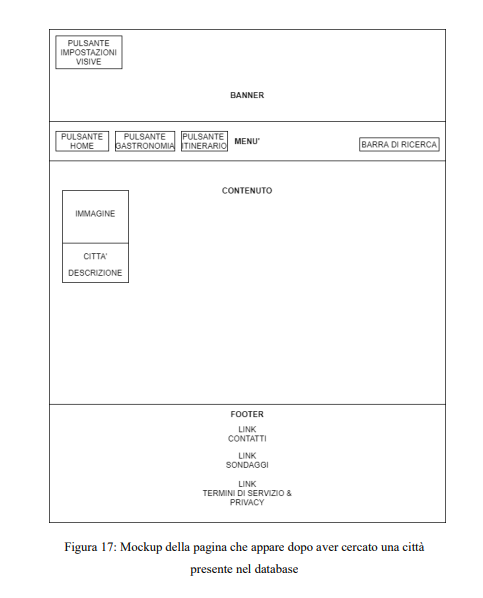 PULSANTE
IMPOSTAZIONI
VISIVE
BANNER
PULSANTE
HOME
PULSANTE
GASTRONOMIA
PULSANTE
ITINERARIO
MENU'
BARRA DI RICERCA
CONTENUTO
IMMAGINE
CITTA'
DESCRIZIONE
FOOTER
LINK
CONTATTI
LINK
SONDAGGI
LINK
TERMINI DI SERVIZIO &
PRIVACY
Figura 17: Mockup della pagina che appare dopo aver cercato una città
presente nel database